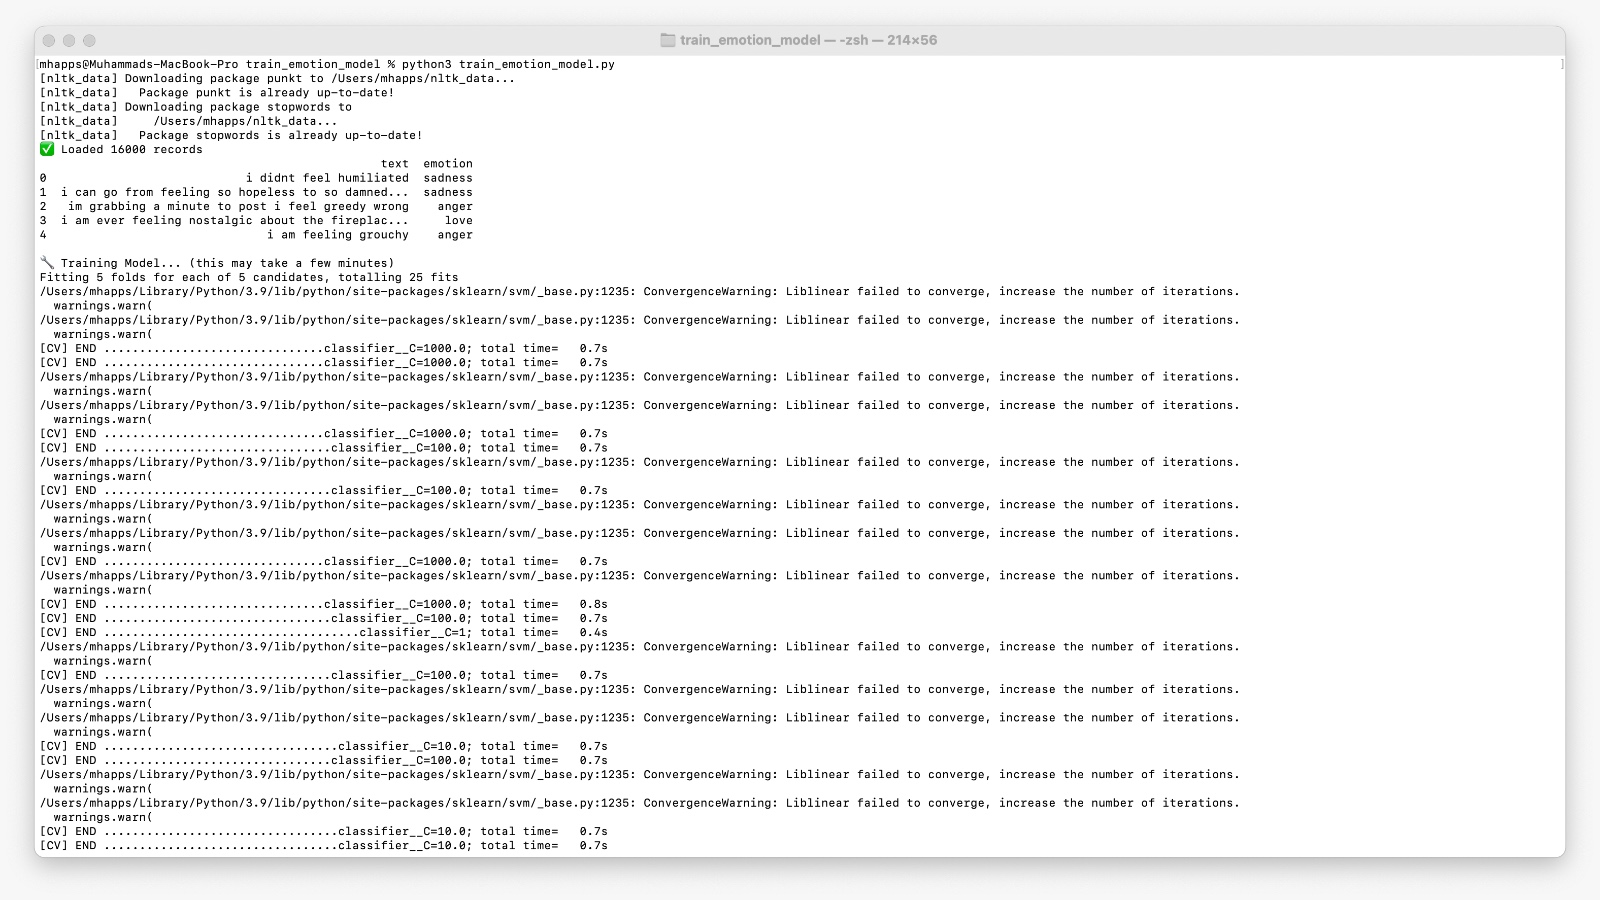 train_emotion_model — -zsh — 214×56
mhapps@Muhammads-MacBook-Pro train_emotion_model % python3 train_emotion_model.py
[nltk_data] Downloading package punkt to /Users/mhapps/nltk_data...
[nltk_data]   Package punkt is already up-to-date!
[nltk_data] Downloading package stopwords to
[nltk_data]     /Users/mhapps/nltk_data...
[nltk_data]   Package stopwords is already up-to-date!
✅ Loaded 16000 records
                                                text  emotion
0                            i didnt feel humiliated  sadness
1  i can go from feeling so hopeless to so damned...  sadness
2   im grabbing a minute to post i feel greedy wrong    anger
3  i am ever feeling nostalgic about the fireplac...     love
4                               i am feeling grouchy    anger
🔧 Training Model... (this may take a few minutes)
Fitting 5 folds for each of 5 candidates, totalling 25 fits
/Users/mhapps/Library/Python/3.9/lib/python/site-packages/sklearn/svm/_base.py:1235: ConvergenceWarning: Liblinear failed to converge, increase the number of iterations.
  warnings.warn(
/Users/mhapps/Library/Python/3.9/lib/python/site-packages/sklearn/svm/_base.py:1235: ConvergenceWarning: Liblinear failed to converge, increase the number of iterations.
  warnings.warn(
[CV] END ...............................classifier__C=1000.0; total time=   0.7s
[CV] END ...............................classifier__C=1000.0; total time=   0.7s
/Users/mhapps/Library/Python/3.9/lib/python/site-packages/sklearn/svm/_base.py:1235: ConvergenceWarning: Liblinear failed to converge, increase the number of iterations.
  warnings.warn(
/Users/mhapps/Library/Python/3.9/lib/python/site-packages/sklearn/svm/_base.py:1235: ConvergenceWarning: Liblinear failed to converge, increase the number of iterations.
  warnings.warn(
[CV] END ...............................classifier__C=1000.0; total time=   0.7s
[CV] END ................................classifier__C=100.0; total time=   0.7s
/Users/mhapps/Library/Python/3.9/lib/python/site-packages/sklearn/svm/_base.py:1235: ConvergenceWarning: Liblinear failed to converge, increase the number of iterations.
  warnings.warn(
[CV] END ................................classifier__C=100.0; total time=   0.7s
/Users/mhapps/Library/Python/3.9/lib/python/site-packages/sklearn/svm/_base.py:1235: ConvergenceWarning: Liblinear failed to converge, increase the number of iterations.
  warnings.warn(
/Users/mhapps/Library/Python/3.9/lib/python/site-packages/sklearn/svm/_base.py:1235: ConvergenceWarning: Liblinear failed to converge, increase the number of iterations.
  warnings.warn(
[CV] END ...............................classifier__C=1000.0; total time=   0.7s
/Users/mhapps/Library/Python/3.9/lib/python/site-packages/sklearn/svm/_base.py:1235: ConvergenceWarning: Liblinear failed to converge, increase the number of iterations.
  warnings.warn(
[CV] END ...............................classifier__C=1000.0; total time=   0.8s
[CV] END ................................classifier__C=100.0; total time=   0.7s
[CV] END ....................................classifier__C=1; total time=   0.4s
/Users/mhapps/Library/Python/3.9/lib/python/site-packages/sklearn/svm/_base.py:1235: ConvergenceWarning: Liblinear failed to converge, increase the number of iterations.
  warnings.warn(
[CV] END ................................classifier__C=100.0; total time=   0.7s
/Users/mhapps/Library/Python/3.9/lib/python/site-packages/sklearn/svm/_base.py:1235: ConvergenceWarning: Liblinear failed to converge, increase the number of iterations.
  warnings.warn(
/Users/mhapps/Library/Python/3.9/lib/python/site-packages/sklearn/svm/_base.py:1235: ConvergenceWarning: Liblinear failed to converge, increase the number of iterations.
  warnings.warn(
[CV] END .................................classifier__C=10.0; total time=   0.7s
[CV] END ................................classifier__C=100.0; total time=   0.7s
/Users/mhapps/Library/Python/3.9/lib/python/site-packages/sklearn/svm/_base.py:1235: ConvergenceWarning: Liblinear failed to converge, increase the number of iterations.
  warnings.warn(
/Users/mhapps/Library/Python/3.9/lib/python/site-packages/sklearn/svm/_base.py:1235: ConvergenceWarning: Liblinear failed to converge, increase the number of iterations.
  warnings.warn(
[CV] END .................................classifier__C=10.0; total time=   0.7s
[CV] END .................................classifier__C=10.0; total time=   0.7s